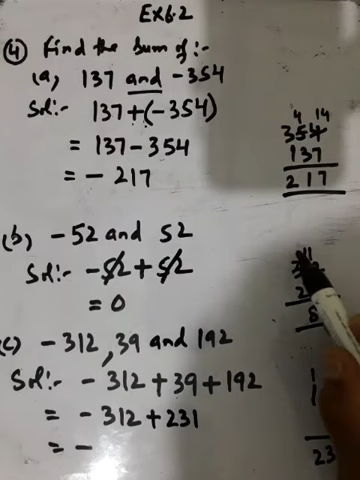 EX 6.2
④ Find the sum of :-
(a) 137 and -354
Sol:- 137+(-354)
= 137-354
= - 217
4 14
354
137
217
(b) -52 and 52
Sol:- -52+52
= 0
(c) -312, 39 and 192
Sol:- - 312+39+192
= - 312+231
= -
23